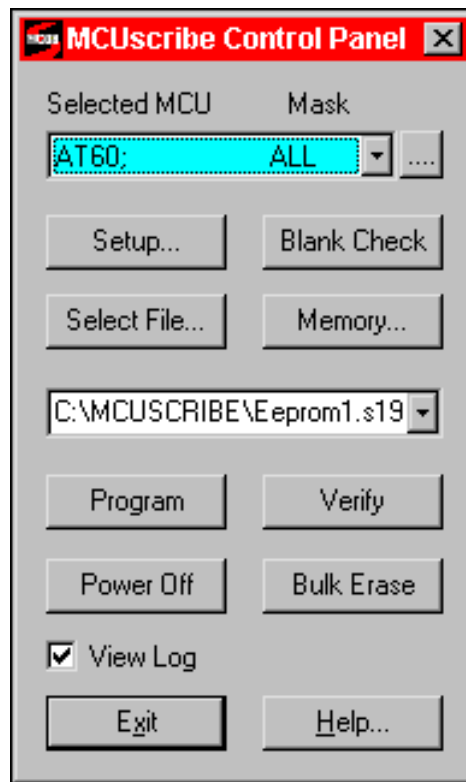 MCUscribe Control Panel
Selected MCU Mask
AT60; ALL ....
Setup... Blank Check
Select File... Memory...
C:\MCUSCRIBE\Eeprom1.s19
Program Verify
Power Off Bulk Erase
View Log
Exit Help...